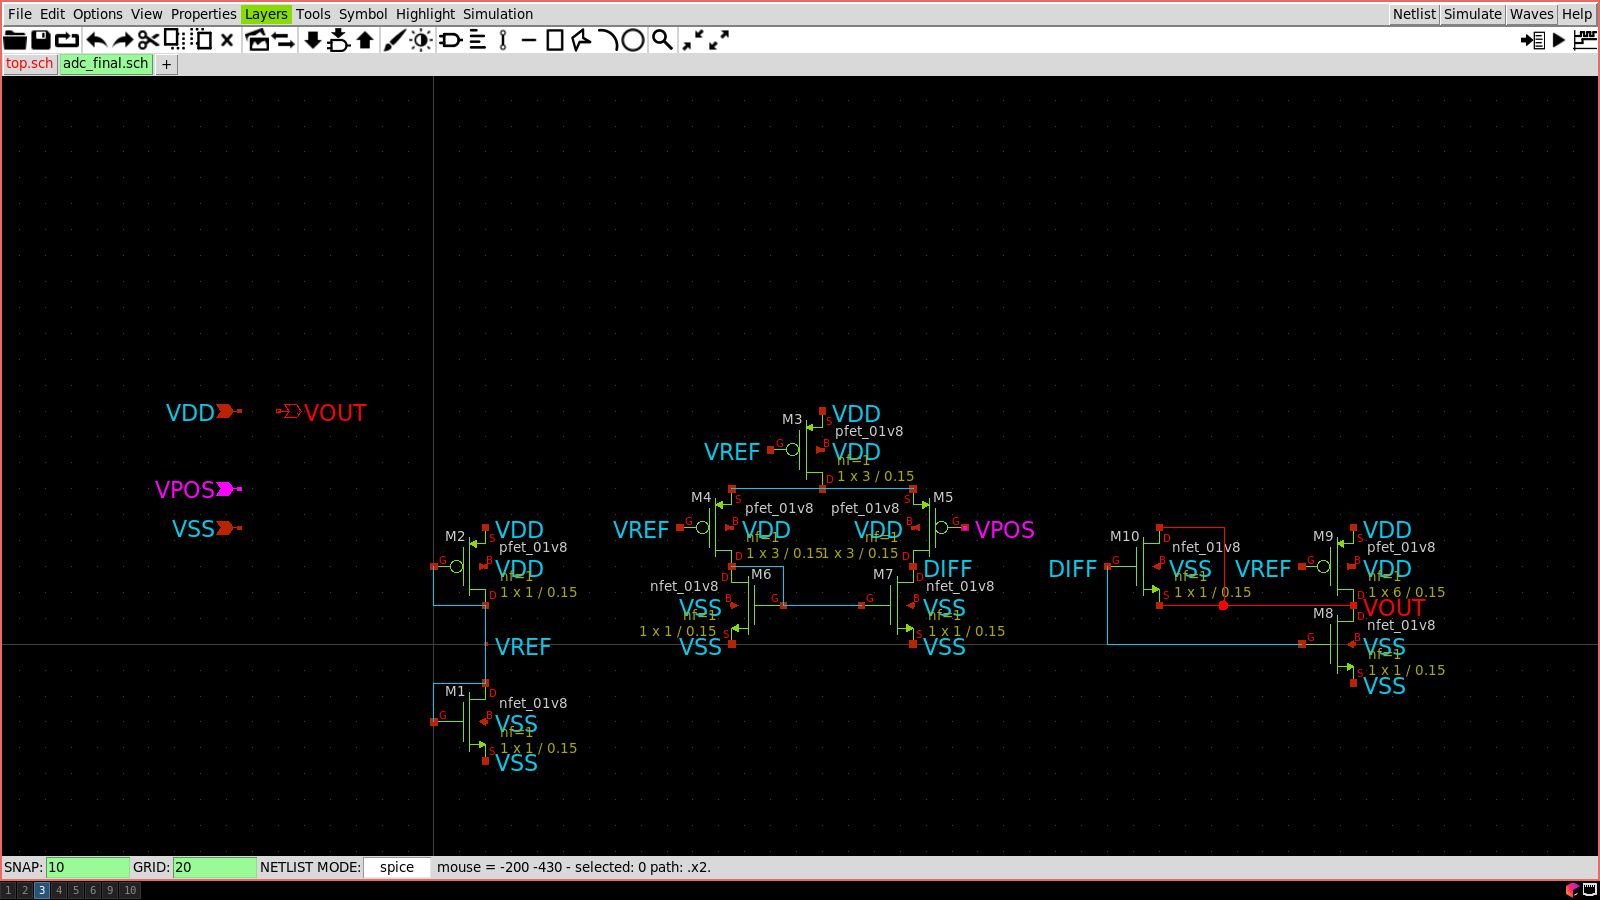 File Edit Options View Properties Layers Tools Symbol Highlight Simulation Netlist Simulate Waves Help
top.sch adc_final.sch +
VDD VOUT
VPOS
VSS
M2 VDD
S
pfet_01v8
G B VDD
nf=1
D 1 x 1 / 0.15
VREF
M1 D
nfet_01v8
G B VSS
nf=1
1 x 1 / 0.15
S VSS
M3 VDD
S
pfet_01v8
VREF G B VDD
nf=1
D 1 x 3 / 0.15
M4 S
pfet_01v8
VREF G B VDD
nf=1
D 1 x 3 / 0.15
S M5
pfet_01v8
VDD B G VPOS
nf=1
1 x 3 / 0.15 D
DIFF
D M6
nfet_01v8
VSS B G
nf=1
1 x 1 / 0.15
VSS S
M7 D
nfet_01v8
G B VSS
nf=1
1 x 1 / 0.15
S VSS
M10 D
nfet_01v8
DIFF G B VSS
nf=1
S 1 x 1 / 0.15
M9 VDD
S
pfet_01v8
VREF G B VDD
nf=1
D 1 x 6 / 0.15
VOUT
M8 D
nfet_01v8
G B VSS
nf=1
S 1 x 1 / 0.15
VSS
SNAP: 10 GRID: 20 NETLIST MODE: spice mouse = -200 -430 - selected: 0 path: .x2.
1 2 3 4 5 6 9 10